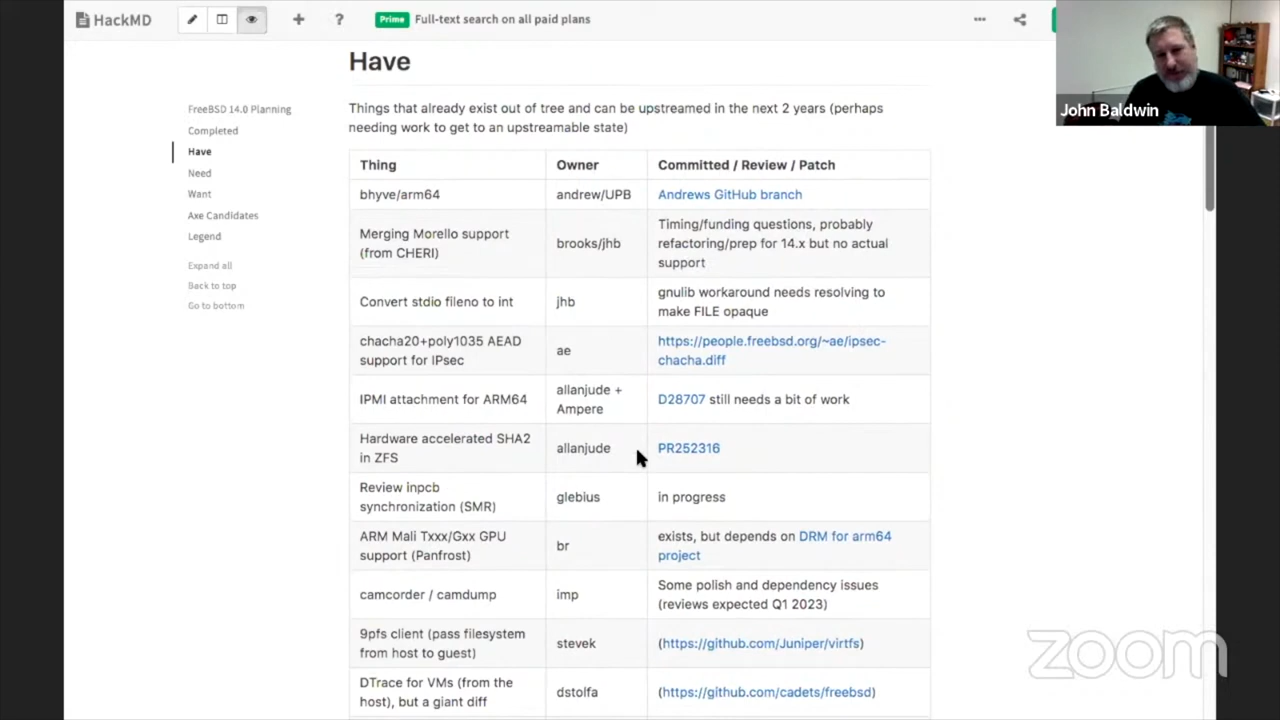 HackMD
?
Prime Full-text search on all paid plans
John Baldwin
FreeBSD 14.0 Planning
Completed
Have
Need
Want
Axe Candidates
Legend
Expand all
Back to top
Go to bottom
Have
Things that already exist out of tree and can be upstreamed in the next 2 years (perhaps
needing work to get to an upstreamable state)
Thing Owner Committed / Review / Patch
bhyve/arm64 andrew/UPB Andrews GitHub branch
Merging Morello support
(from CHERI)
brooks/jhb
Timing/funding questions, probably
refactoring/prep for 14.x but no actual
support
Convert stdio fileno to int
jhb
gnulib workaround needs resolving to
make FILE opaque
chacha20+poly1035 AEAD
support for IPsec
ae
https://people.freebsd.org/~ae/ipsec-
chacha.diff
IPMI attachment for ARM64
allanjude +
Ampere
D28707 still needs a bit of work
Hardware accelerated SHA2
in ZFS
allanjude
PR252316
Review inpcb
synchronization (SMR)
glebius
in progress
ARM Mali Txxx/Gxx GPU
support (Panfrost)
br
exists, but depends on DRM for arm64
project
camcorder / camdump
imp
Some polish and dependency issues
(reviews expected Q1 2023)
9pfs client (pass filesystem
from host to guest)
stevek
(https://github.com/Juniper/virtfs)
DTrace for VMs (from the
host), but a giant diff
dstolfa
(https://github.com/cadets/freebsd)
zoom